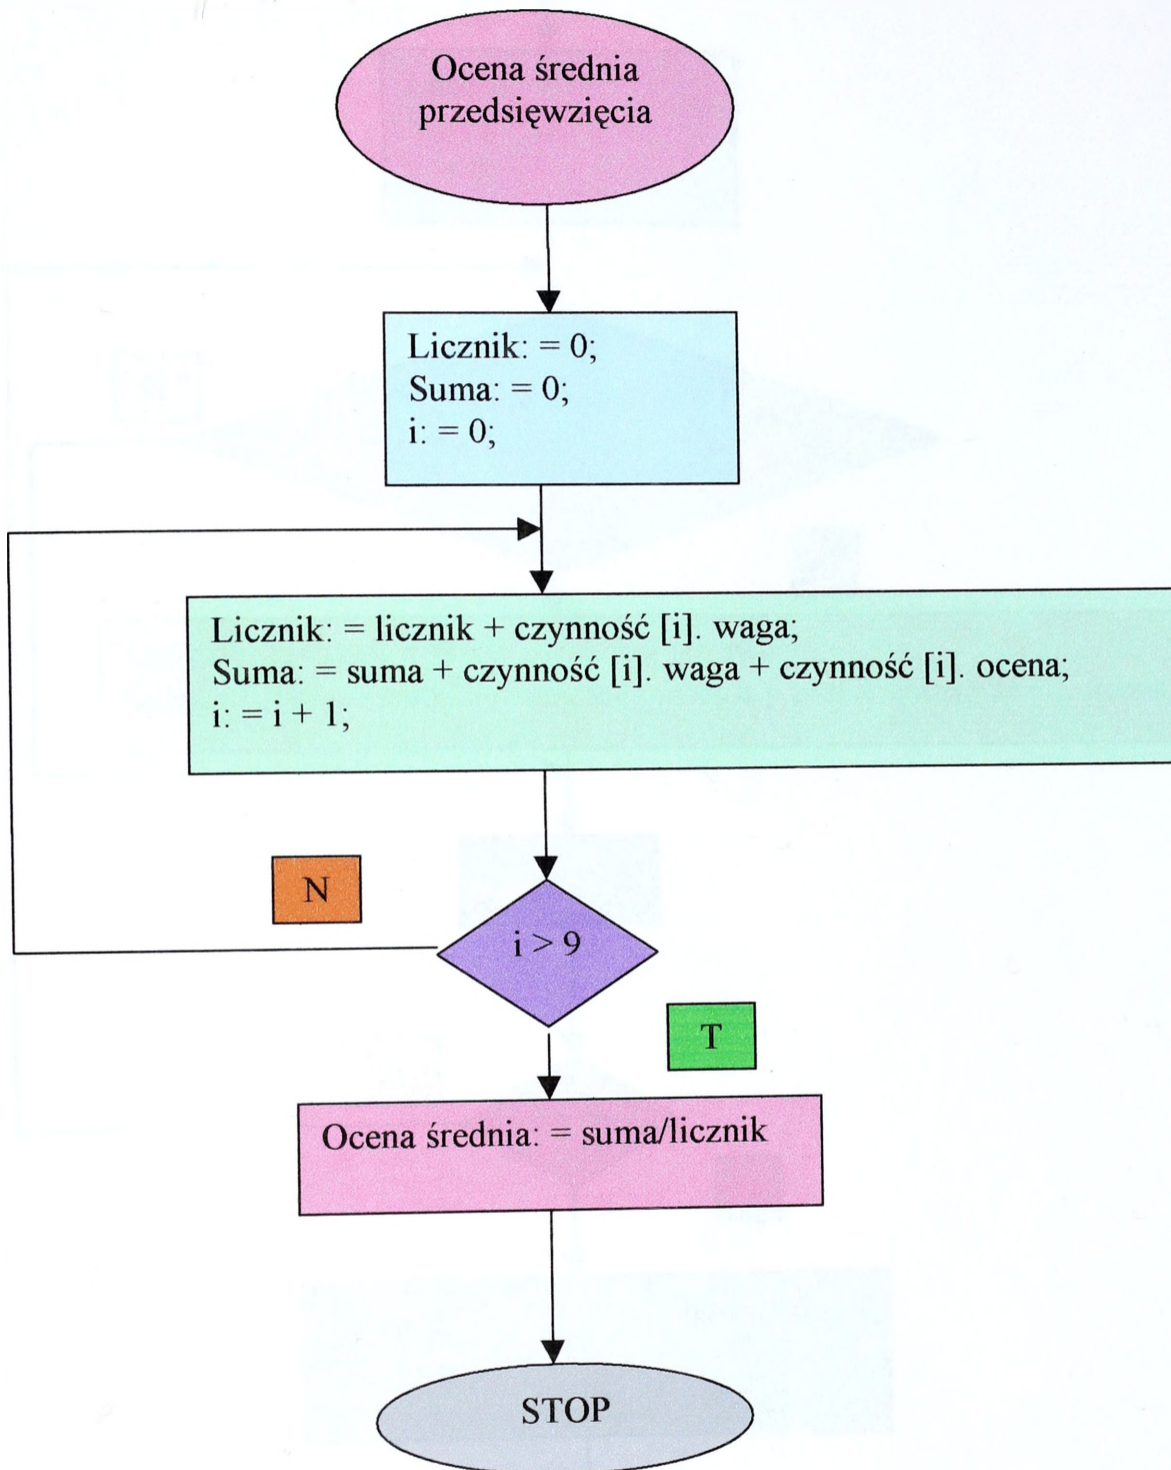 Ocena średnia
przedsięwzięcia
Licznik: = 0;
Suma: = 0;
i: = 0;
Licznik: = licznik + czynność [i]. waga;
Suma: = suma + czynność [i]. waga + czynność [i]. ocena;
i: = i + 1;
N
i > 9
T
Ocena średnia: = suma/licznik
STOP